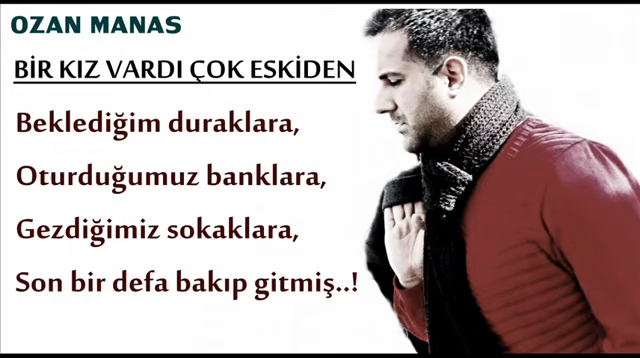 OZAN MANAS
BİR KIZ VARDI ÇOK ESKİDEN
Beklediğim duraklara,
Oturduğumuz banklara,
Gezdiğimiz sokaklara,
Son bir defa bakıp gitmiş..!